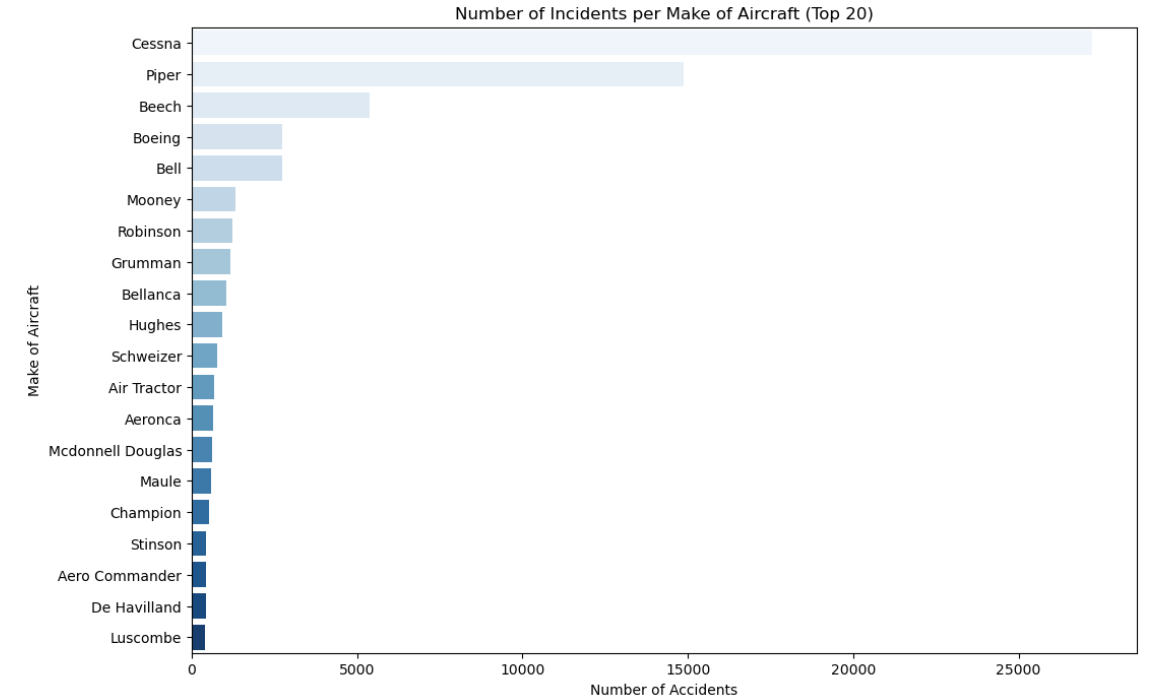 Number of Incidents per Make of Aircraft (Top 20)
Make of Aircraft
Cessna
Piper
Beech
Boeing
Bell
Mooney
Robinson
Grumman
Bellanca
Hughes
Schweizer
Air Tractor
Aeronca
Mcdonnell Douglas
Maule
Champion
Stinson
Aero Commander
De Havilland
Luscombe
0 5000 10000 15000 20000 25000
Number of Accidents